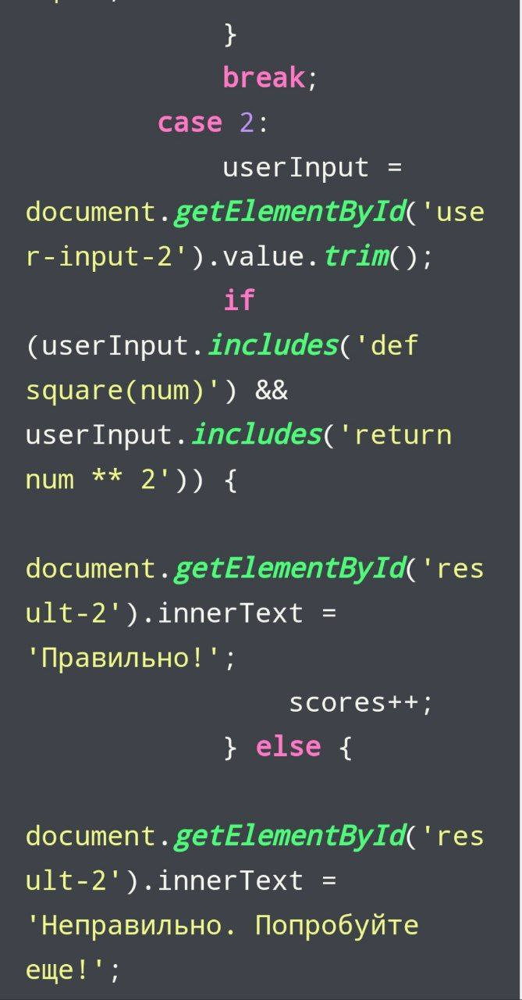 }
break;
case 2:
userInput =
document.getElementById('use
r-input-2').value.trim();
if
(userInput.includes('def
square(num)') &&
userInput.includes('return
num ** 2')) {
document.getElementById('res
ult-2').innerText =
'Правильно!';
scores++;
} else {
document.getElementById('res
ult-2').innerText =
'Неправильно. Попробуйте
еще!';